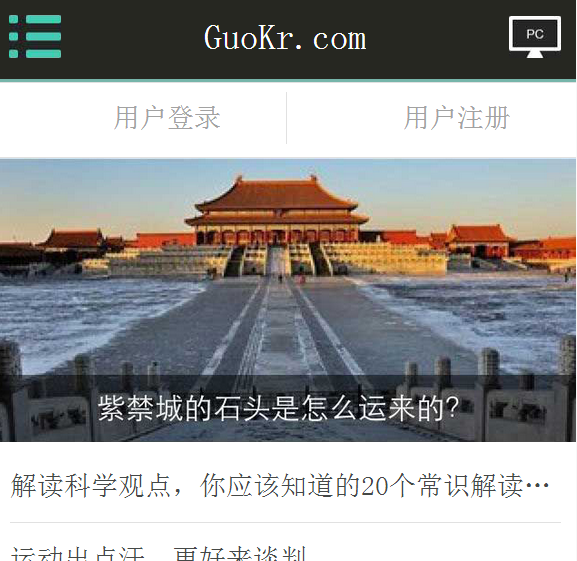 GuoKr.com
PC
用户登录
用户注册
紫禁城的石头是怎么运来的?
解读科学观点，你应该知道的20个常识解读…
运动出点汗，更好来谈判